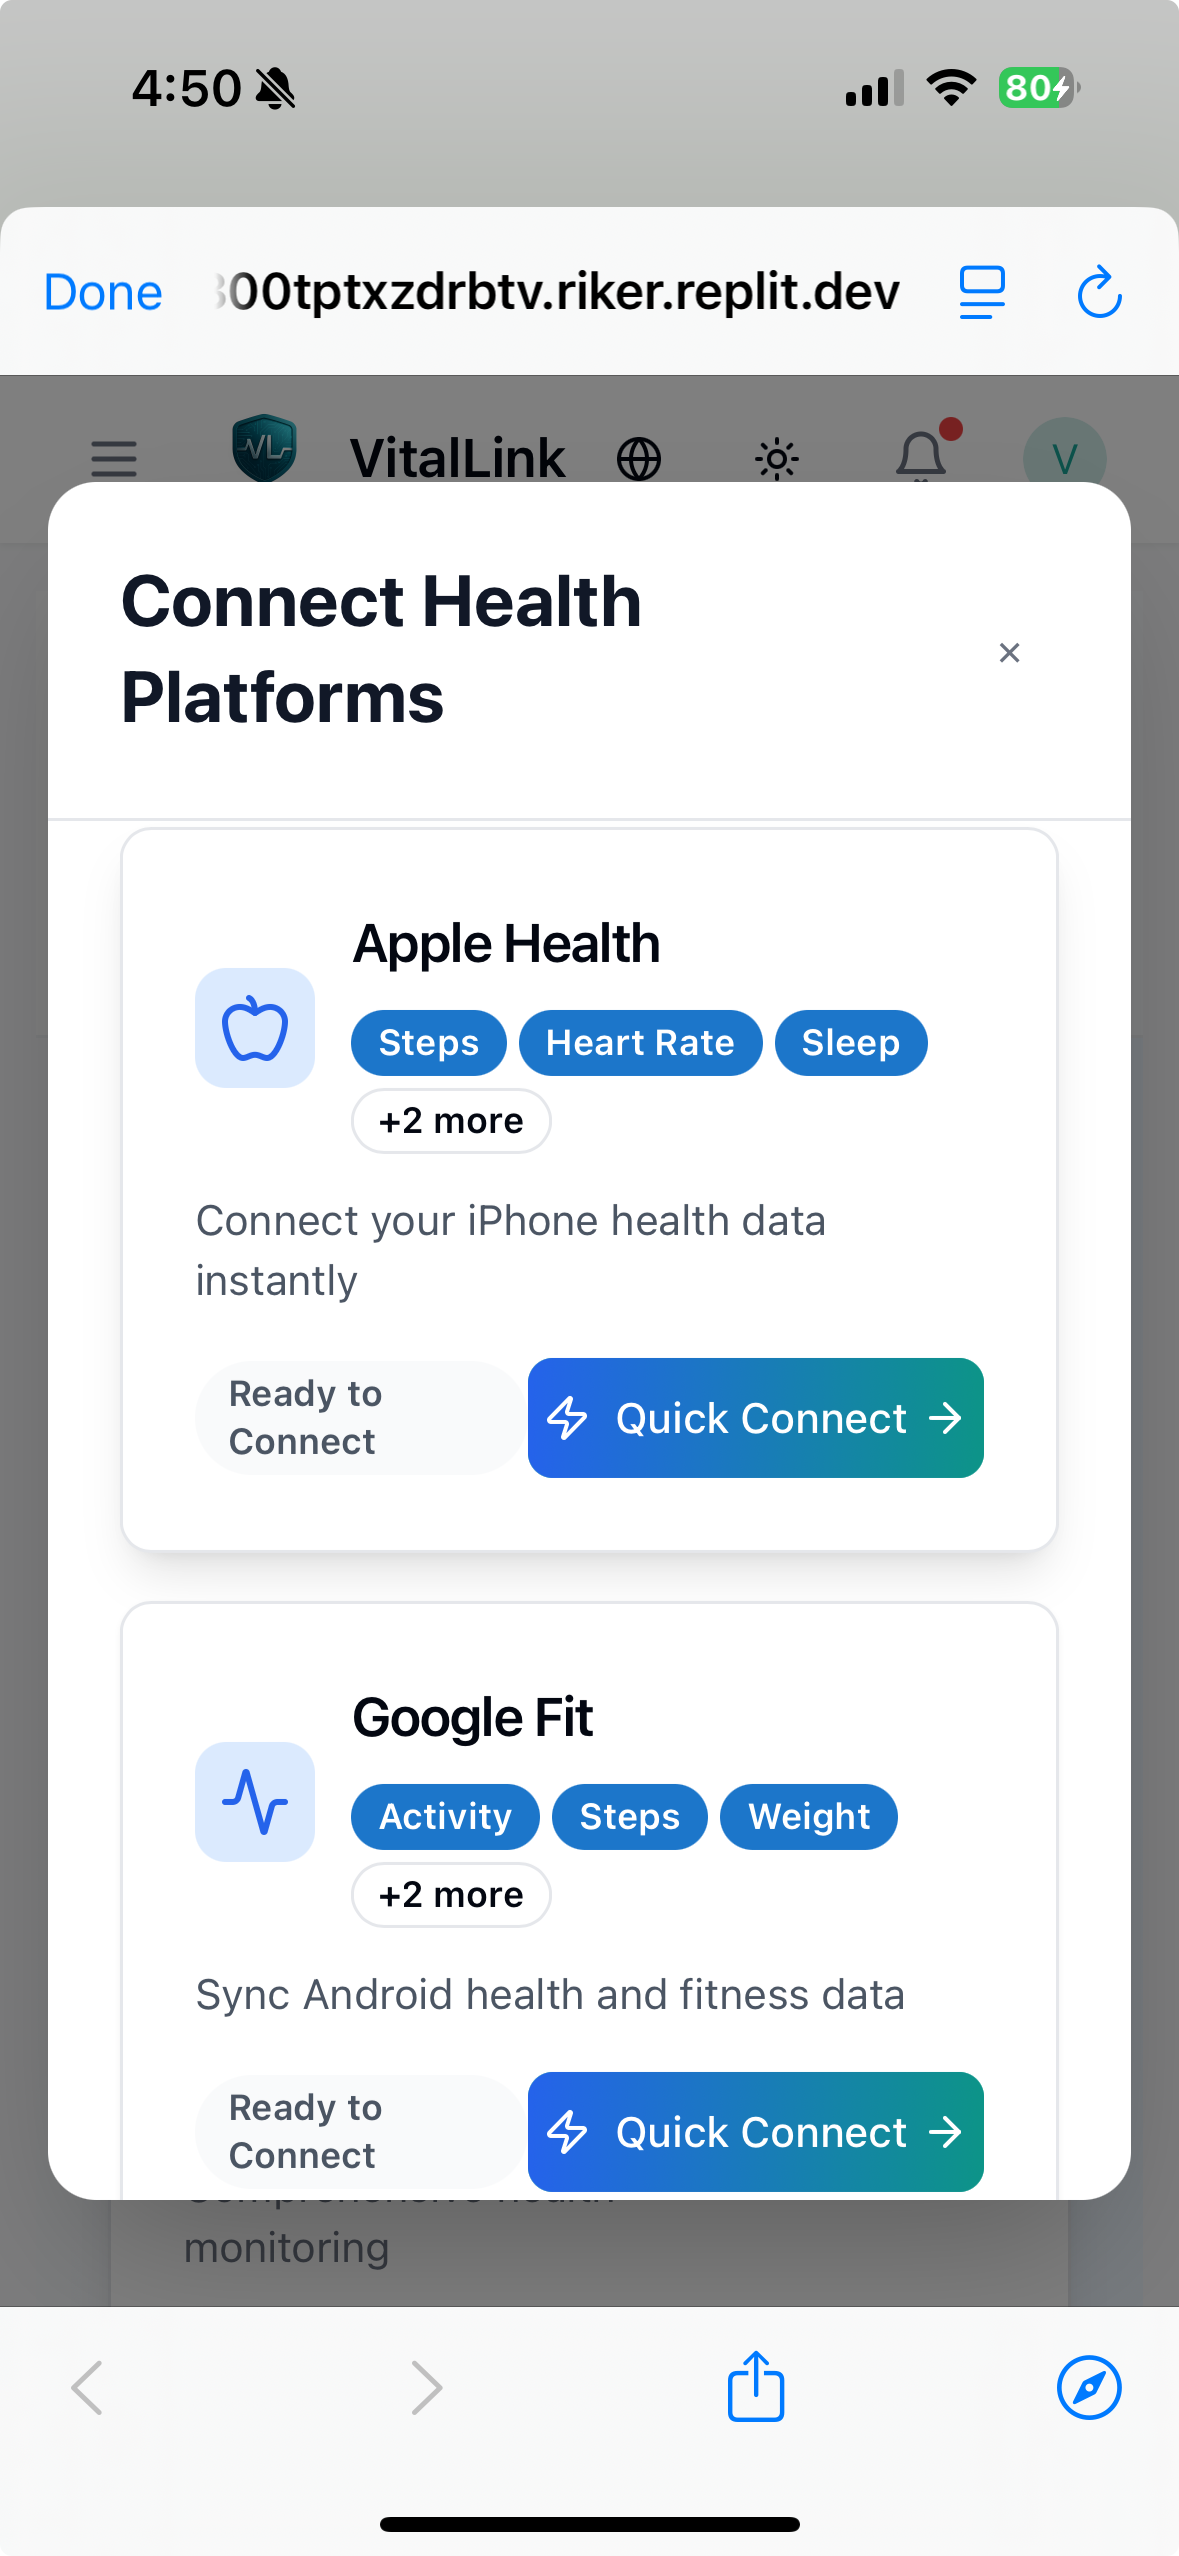 4:50
80
Done
00tptxzdrbtv.riker.replit.dev
VL
VitalLink
V
Connect Health
Platforms
×
Apple Health
Steps
Heart Rate
Sleep
+2 more
Connect your iPhone health data
instantly
Ready to
Connect
Quick Connect →
Google Fit
Activity
Steps
Weight
+2 more
Sync Android health and fitness data
Ready to
Connect
Quick Connect →
monitoring